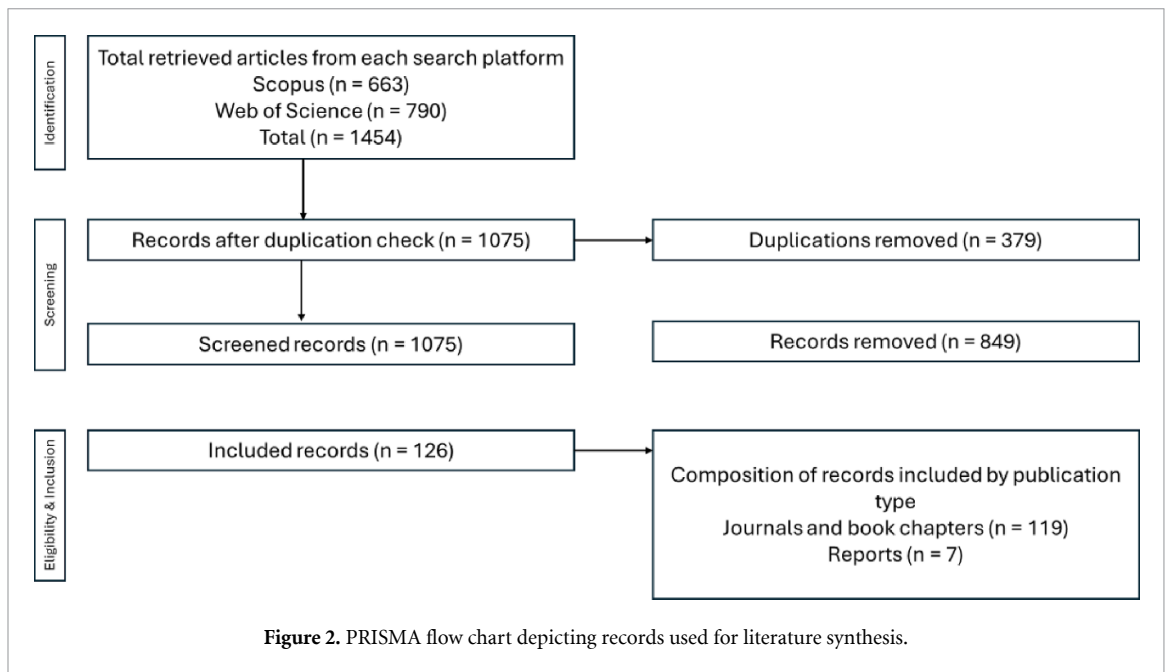 Identification
Total retrieved articles from each search platform
Scopus (n = 663)
Web of Science (n = 790)
Total (n = 1454)
Screening
Records after duplication check (n = 1075)
Duplications removed (n = 379)
Screened records (n = 1075)
Records removed (n = 849)
Eligibility & Inclusion
Included records (n = 126)
Composition of records included by publication
type
Journals and book chapters (n = 119)
Reports (n = 7)
Figure 2. PRISMA flow chart depicting records used for literature synthesis.